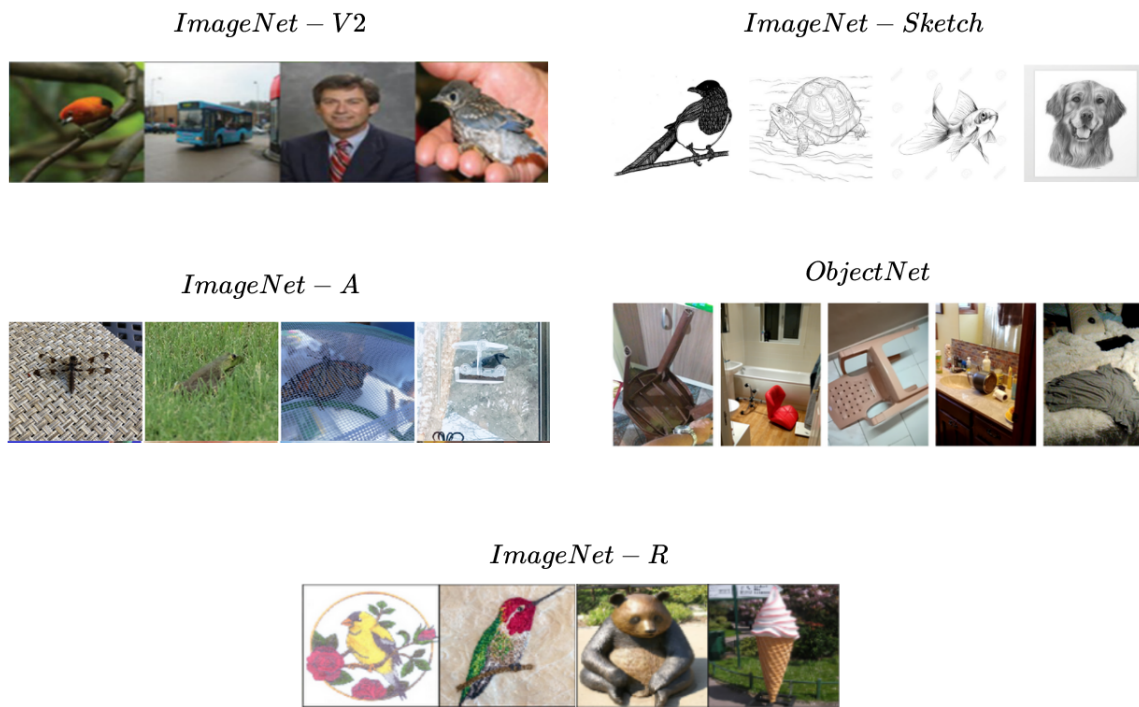 ImageNet − V2
ImageNet − Sketch
ImageNet − A
ObjectNet
ImageNet − R